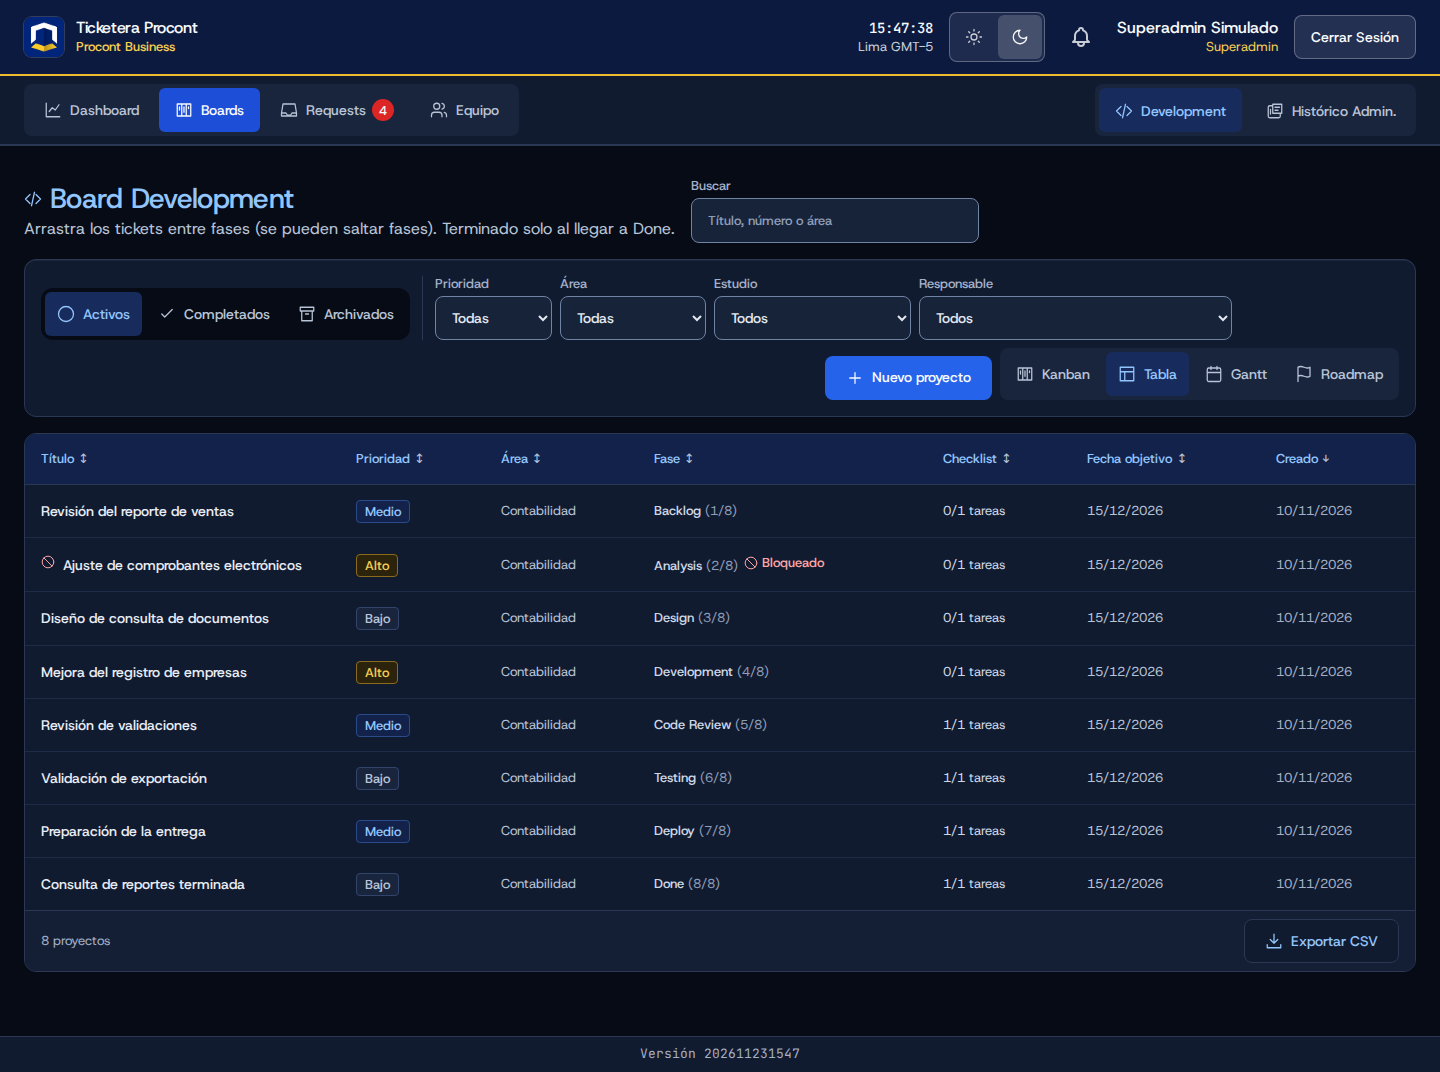 Ticketera Procont
Procont Business
15:47:38
Lima GMT-5
Superadmin Simulado
Superadmin
Cerrar Sesión
Dashboard
Boards
Requests 4
Equipo
Development
Histórico Admin.
Board Development
Arrastra los tickets entre fases (se pueden saltar fases). Terminado solo al llegar a Done.
Buscar
Título, número o área
Activos
Completados
Archivados
Prioridad
Todas
Área
Todas
Estudio
Todos
Responsable
Todos
Nuevo proyecto
Kanban
Tabla
Gantt
Roadmap
Título ↕ Prioridad ↕ Área ↕ Fase ↕ Checklist ↕ Fecha objetivo ↕ Creado ↓
Revisión del reporte de ventas Medio Contabilidad Backlog (1/8) 0/1 tareas 15/12/2026 10/11/2026
Ajuste de comprobantes electrónicos Alto Contabilidad Analysis (2/8) Bloqueado 0/1 tareas 15/12/2026 10/11/2026
Diseño de consulta de documentos Bajo Contabilidad Design (3/8) 0/1 tareas 15/12/2026 10/11/2026
Mejora del registro de empresas Alto Contabilidad Development (4/8) 0/1 tareas 15/12/2026 10/11/2026
Revisión de validaciones Medio Contabilidad Code Review (5/8) 1/1 tareas 15/12/2026 10/11/2026
Validación de exportación Bajo Contabilidad Testing (6/8) 1/1 tareas 15/12/2026 10/11/2026
Preparación de la entrega Medio Contabilidad Deploy (7/8) 1/1 tareas 15/12/2026 10/11/2026
Consulta de reportes terminada Bajo Contabilidad Done (8/8) 1/1 tareas 15/12/2026 10/11/2026
8 proyectos
Exportar CSV
Versión 202611231547